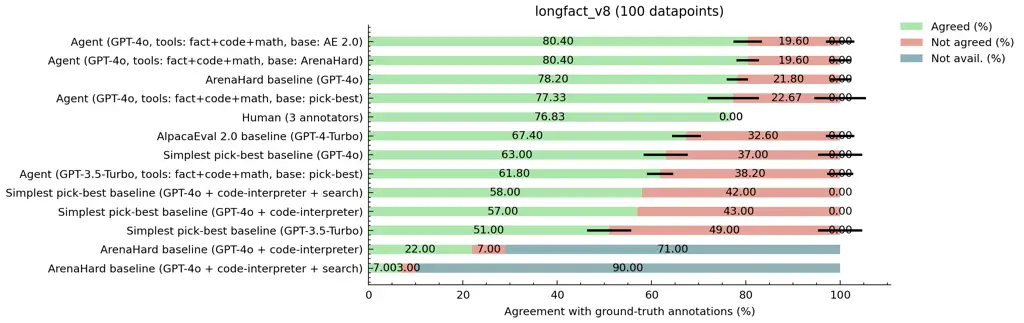 longfact_v8 (100 datapoints)
Agreed (%)
Not agreed (%)
Not avail. (%)
Agent (GPT-4o, tools: fact+code+math, base: AE 2.0) 80.40 19.60 0.00
Agent (GPT-4o, tools: fact+code+math, base: ArenaHard) 80.40 19.60 0.00
ArenaHard baseline (GPT-4o) 78.20 21.80 0.00
Agent (GPT-4o, tools: fact+code+math, base: pick-best) 77.33 22.67 0.00
Human (3 annotators) 76.83 0.00
AlpacaEval 2.0 baseline (GPT-4-Turbo) 67.40 32.60 0.00
Simplest pick-best baseline (GPT-4o) 63.00 37.00 0.00
Agent (GPT-3.5-Turbo, tools: fact+code+math, base: pick-best) 61.80 38.20 0.00
Simplest pick-best baseline (GPT-4o + code-interpreter + search) 58.00 42.00 0.00
Simplest pick-best baseline (GPT-4o + code-interpreter) 57.00 43.00 0.00
Simplest pick-best baseline (GPT-3.5-Turbo) 51.00 49.00 0.00
ArenaHard baseline (GPT-4o + code-interpreter) 22.00 7.00 71.00
ArenaHard baseline (GPT-4o + code-interpreter + search) 7.00 3.00 90.00
0 20 40 60 80 100
Agreement with ground-truth annotations (%)